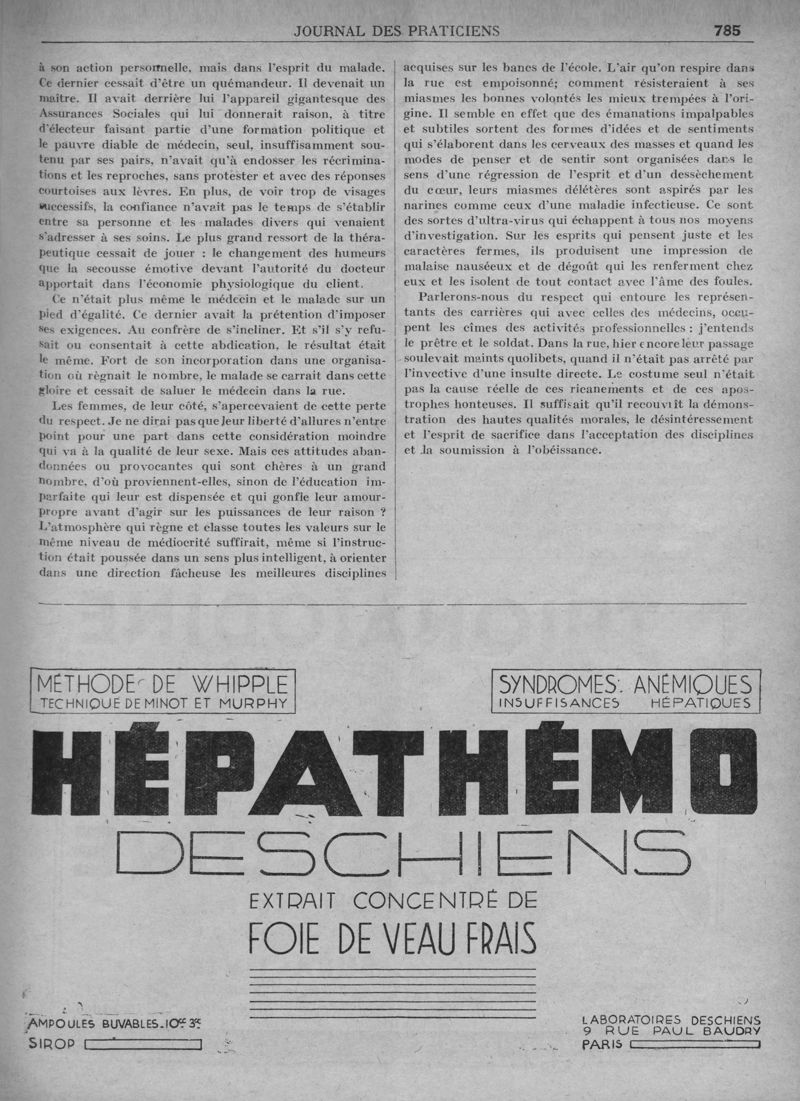 JOURNAL DES PRATICIENS
785
à son action personnelle, mais dans l'esprit du malade.
Ce dernier cessait d'être un quémandeur. Il devenait un
maître. Il avait derrière lui l'appareil gigantesque des
Assurances Sociales qui lui donnerait raison, à titre
d'électeur faisant partie d'une formation politique et
le pauvre diable de médecin, seul, insuffisamment sou-
tenu par ses pairs, n'avait qu'à endosser les récrimina-
tions et les reproches, sans protester et avec des réponses
courtoises aux lèvres. En plus, de voir trop de visages
successifs, la confiance n'avait pas le temps de s'établir
entre sa personne et les malades divers qui venaient
s'adresser à ses soins. Le plus grand ressort de la théra-
peutique cessait de jouer : le changement des humeurs
que la secousse émotive devant l'autorité du docteur
apportait dans l'économie physiologique du client.
Ce n'était plus même le médecin et le malade sur un
pied d'égalité. Ce dernier avait la prétention d'imposer
ses exigences. Au confrère de s'incliner. Et s'il s'y refu-
sait ou consentait à cette abdication, le résultat était
le même. Fort de son incorporation dans une organisa-
tion où règnait le nombre, le malade se carrait dans cette
gloire et cessait de saluer le médecin dans la rue.
Les femmes, de leur côté, s'apercevaient de cette perte
du respect. Je ne dirai pas que leur liberté d'allures n'entre
point pour une part dans cette considération moindre
qui va à la qualité de leur sexe. Mais ces attitudes aban-
données ou provocantes qui sont chères à un grand
nombre, d'où proviennent-elles, sinon de l'éducation im-
parfaite qui leur est dispensée et qui gonfle leur amour-
propre avant d'agir sur les puissances de leur raison ?
L'atmosphère qui règne et classe toutes les valeurs sur le
même niveau de médiocrité suffirait, même si l'instruc-
tion était poussée dans un sens plus intelligent, à orienter
dans une direction fâcheuse les meilleures disciplines
acquises sur les bancs de l'école. L'air qu'on respire dans
la rue est empoisonné; comment résisteraient à ses
miasmes les bonnes volontés les mieux trempées à l'ori-
gine. Il semble en effet que des émanations impalpables
et subtiles sortent des formes d'idées et de sentiments
qui s'élaborent dans les cerveaux des masses et quand les
modes de penser et de sentir sont organisées dans le
sens d'une régression de l'esprit et d'un dessèchement
du cœur, leurs miasmes délétères sont aspirés par les
narines comme ceux d'une maladie infectieuse. Ce sont
des sortes d'ultra-virus qui échappent à tous nos moyens
d'investigation. Sur les esprits qui pensent juste et les
caractères fermes, ils produisent une impression de
malaise nauséeux et de dégoût qui les renferment chez
eux et les isolent de tout contact avec l'âme des foules.
Parlerons-nous du respect qui entoure les représen-
tants des carrières qui avec celles des médecins, occu-
pent les cîmes des activités professionnelles : j'entends
le prêtre et le soldat. Dans la rue, hier encore leur passage
soulevait maints quolibets, quand il n'était pas arrêté par
l'invective d'une insulte directe. Le costume seul n'était
pas la cause réelle de ces ricanements et de ces apos-
trophes honteuses. Il suffisait qu'il recouvrît la démons-
tration des hautes qualités morales, le désintéressement
et l'esprit de sacrifice dans l'acceptation des disciplines
et la soumission à l'obéissance.
MÉTHODE DE WHIPPLE
TECHNIQUE DE MINOT ET MURPHY
SYNDROMES: ANÉMIQUES
INSUFFISANCES HÉPATIQUES
HÉPATHÉMO
DESCHIENS
EXTRAIT CONCENTRÉ DE
FOIE DE VEAU FRAIS
AMPOULES BUVABLES_10cc 3cc
SIROP
LABORATOIRES DESCHIENS
9 RUE PAUL BAUDRY
PARIS